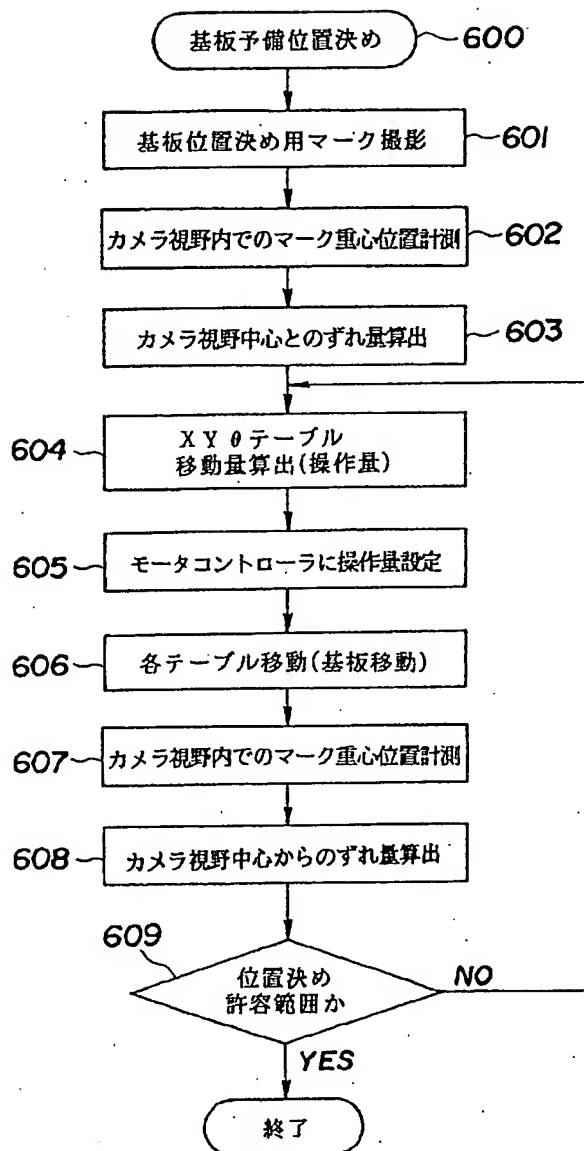 基板予備位置決め
600
基板位置決め用マーク撮影
601
カメラ視野内でのマーク重心位置計測
602
カメラ視野中心とのずれ量算出
603
XYθテーブル
移動量算出(操作量)
604
モータコントローラに操作量設定
605
各テーブル移動(基板移動)
606
カメラ視野内でのマーク重心位置計測
607
カメラ視野中心からのずれ量算出
608
609
位置決め
許容範囲か
NO
YES
終了